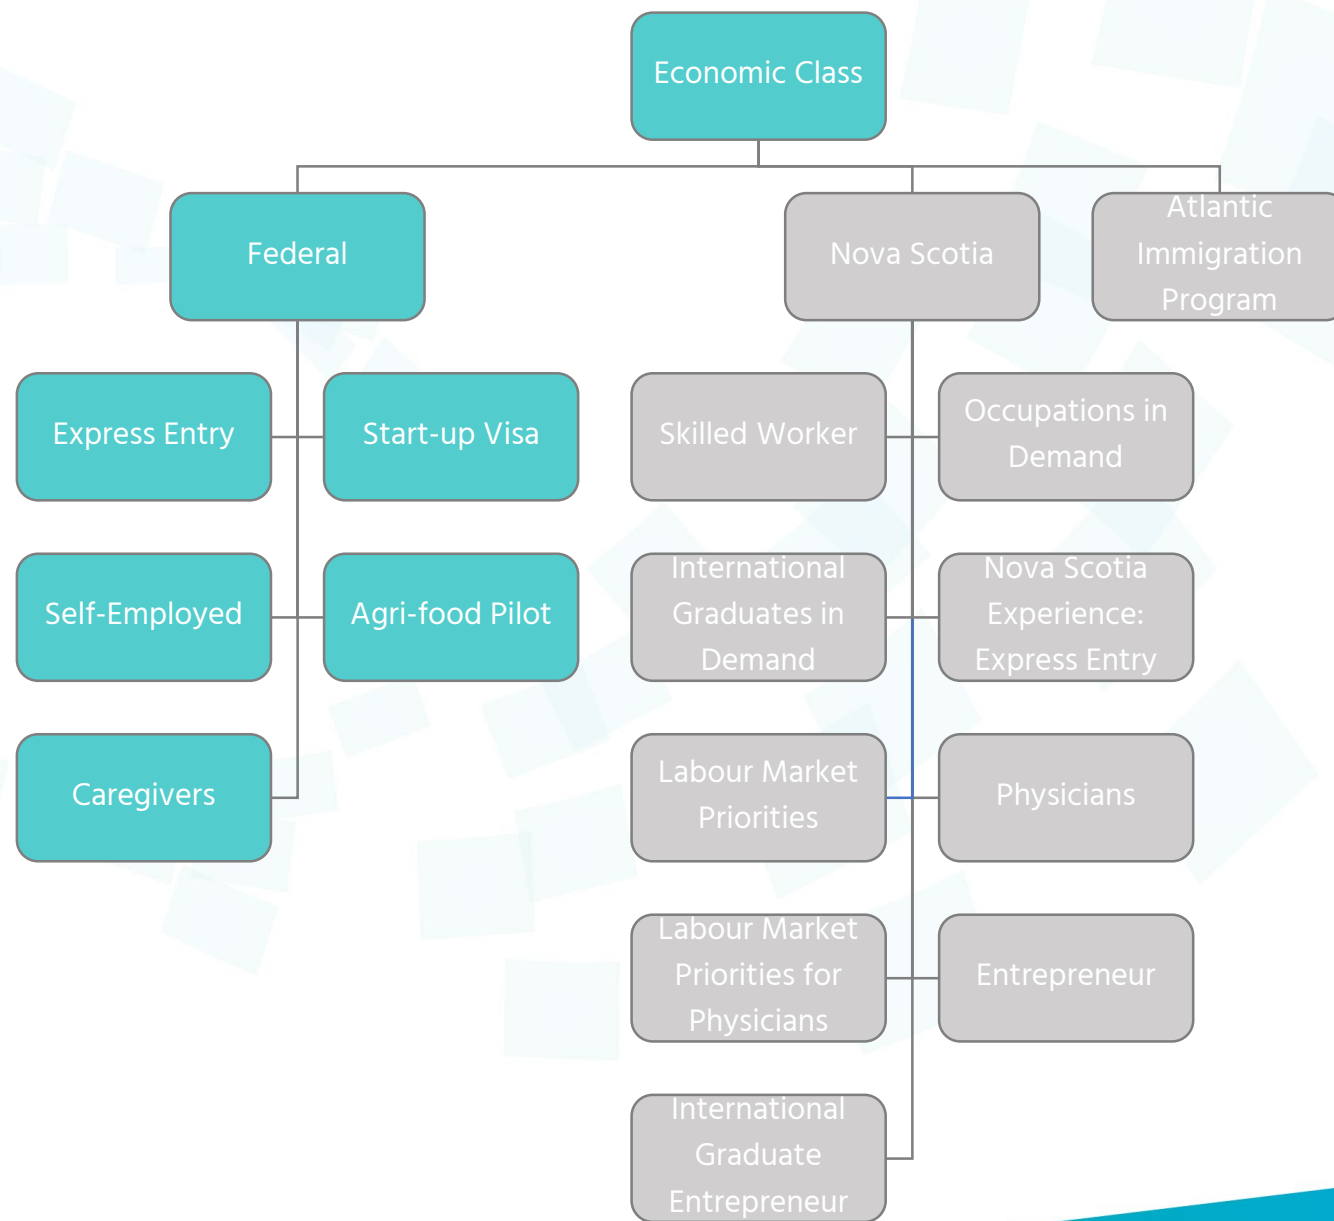 Economic Class
Federal
Nova Scotia
Atlantic
Immigration
Program
Express Entry
Start-up Visa
Skilled Worker
Occupations in
Demand
Self-Employed
Agri-food Pilot
International
Graduates in
Demand
Nova Scotia
Experience:
Express Entry
Caregivers
Labour Market
Priorities
Physicians
Labour Market
Priorities for
Physicians
Entrepreneur
International
Graduate
Entrepreneur